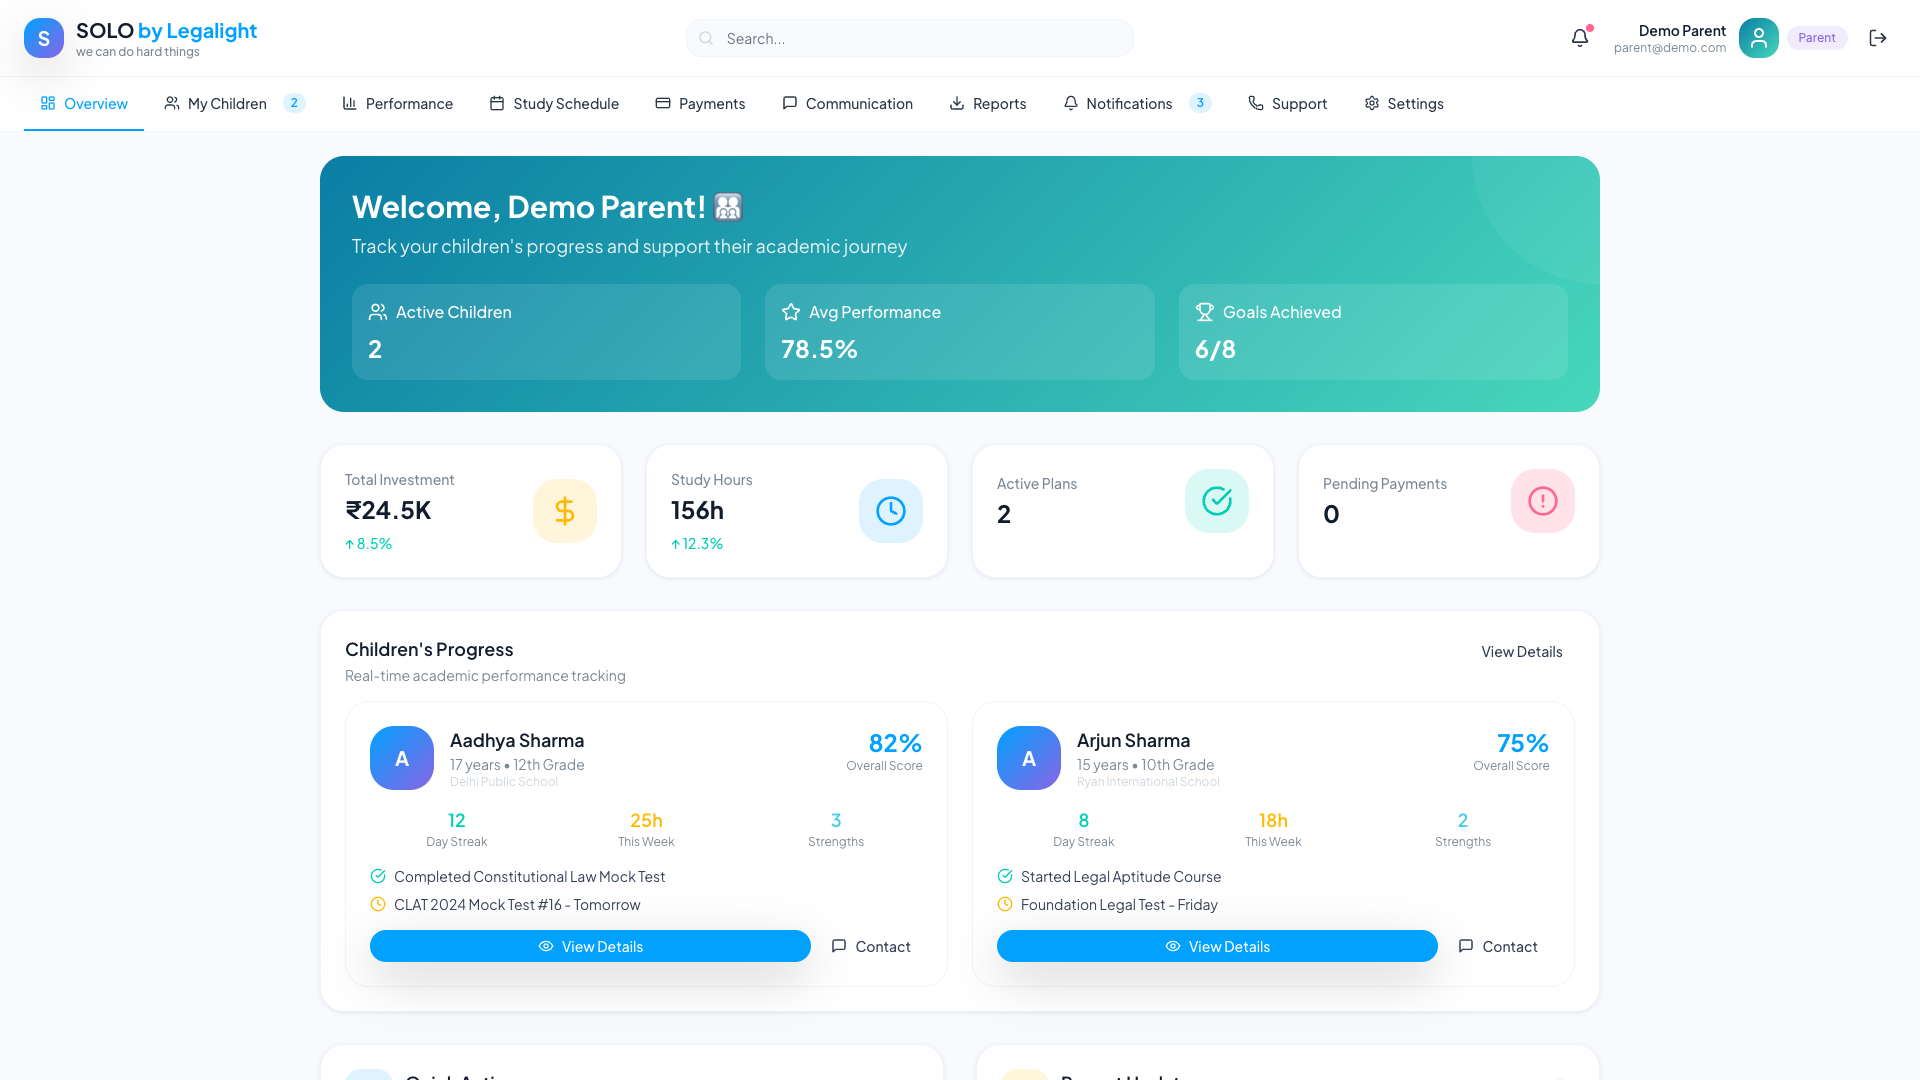 S
SOLO by Legalight
we can do hard things
Search...
Demo Parent
parent@demo.com
Parent
Overview
My Children 2
Performance
Study Schedule
Payments
Communication
Reports
Notifications 3
Support
Settings
Welcome, Demo Parent!
Track your children's progress and support their academic journey
Active Children
2
Avg Performance
78.5%
Goals Achieved
6/8
Total Investment
₹24.5K
↑ 8.5%
Study Hours
156h
↑ 12.3%
Active Plans
2
Pending Payments
0
Children's Progress
Real-time academic performance tracking
View Details
A
Aadhya Sharma
17 years • 12th Grade
Delhi Public School
82%
Overall Score
12
Day Streak
25h
This Week
3
Strengths
Completed Constitutional Law Mock Test
CLAT 2024 Mock Test #16 - Tomorrow
View Details
Contact
A
Arjun Sharma
15 years • 10th Grade
Ryan International School
75%
Overall Score
8
Day Streak
18h
This Week
2
Strengths
Started Legal Aptitude Course
Foundation Legal Test - Friday
View Details
Contact